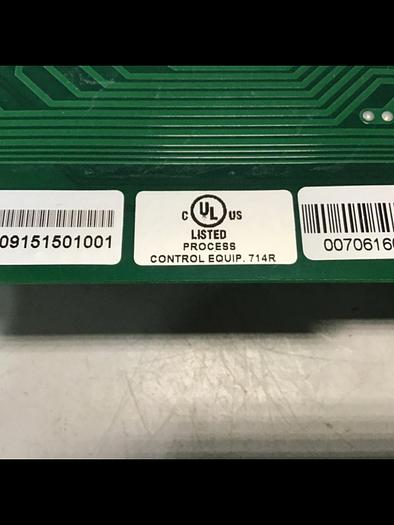 09151501001
C UL US
LISTED
PROCESS
CONTROL EQUIP. 714R
0070616